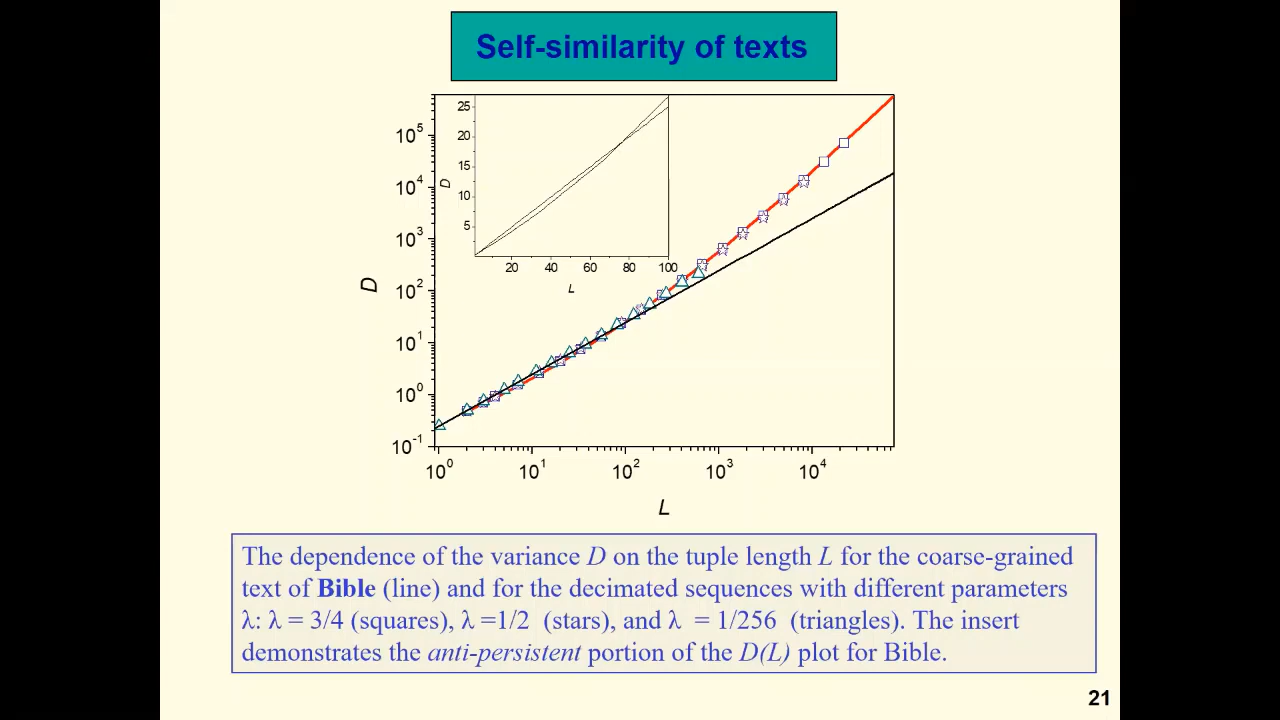 Self-similarity of texts
25
20
15
10
5
D
20 40 60 80 100
L
10^5
10^4
10^3
10^2
10^1
10^0
10^-1
D
10^0 10^1 10^2 10^3 10^4
L
The dependence of the variance D on the tuple length L for the coarse-grained
text of Bible (line) and for the decimated sequences with different parameters
λ: λ = 3/4 (squares), λ =1/2 (stars), and λ = 1/256 (triangles). The insert
demonstrates the anti-persistent portion of the D(L) plot for Bible.
21